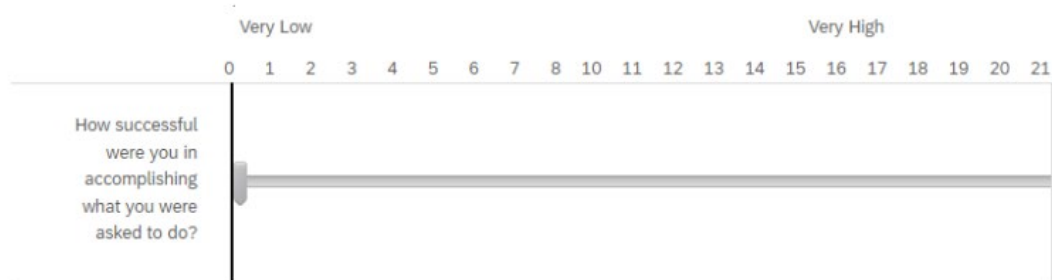 Very Low Very High
0 1 2 3 4 5 6 7 8 10 11 12 13 14 15 16 17 18 19 20 21
How successful
were you in
accomplishing
what you were
asked to do?